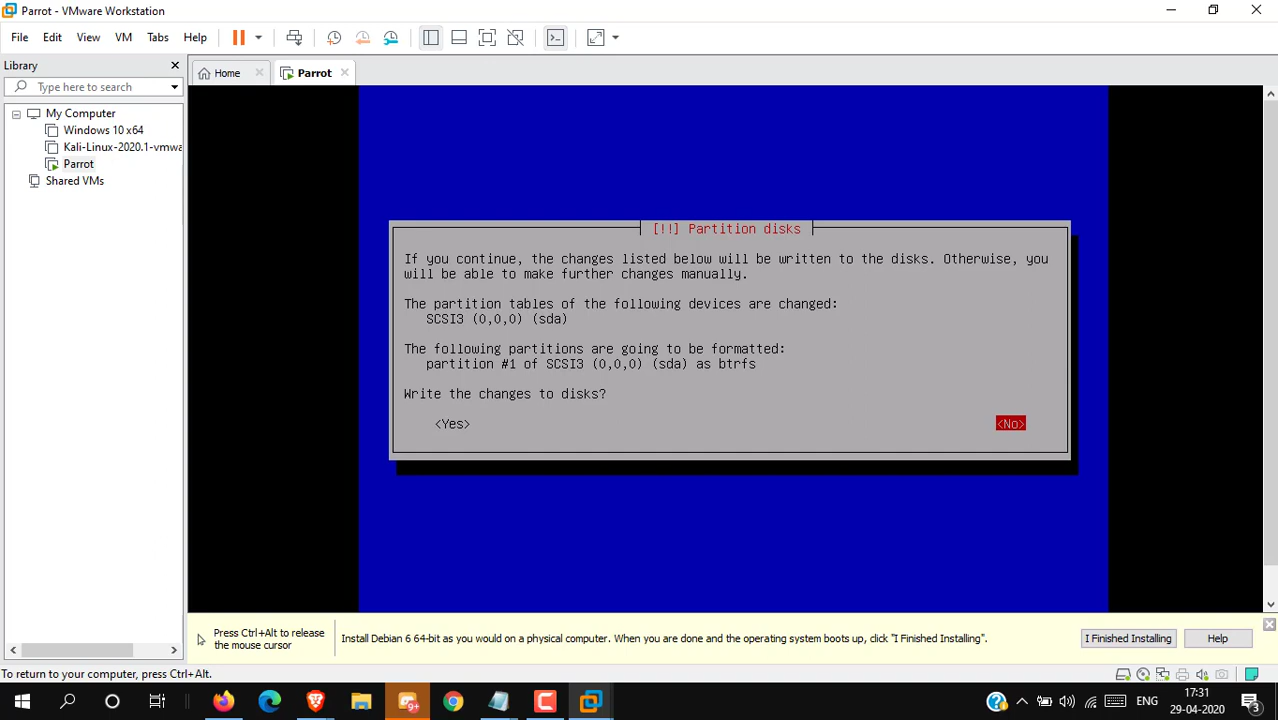 Parrot - VMware Workstation
File Edit View VM Tabs Help
Library
Type here to search
My Computer
Windows 10 x64
Kali-Linux-2020.1-vmwa
Parrot
Shared VMs
Home
Parrot
[!!] Partition disks
If you continue, the changes listed below will be written to the disks. Otherwise, you
will be able to make further changes manually.
The partition tables of the following devices are changed:
SCSI3 (0,0,0) (sda)
The following partitions are going to be formatted:
partition #1 of SCSI3 (0,0,0) (sda) as btrfs
Write the changes to disks?
<Yes> <No>
Press Ctrl+Alt to release
the mouse cursor
Install Debian 6 64-bit as you would on a physical computer. When you are done and the operating system boots up, click "I Finished Installing".
I Finished Installing
Help
To return to your computer, press Ctrl+Alt.
9+
ENG
17:31
29-04-2020
3